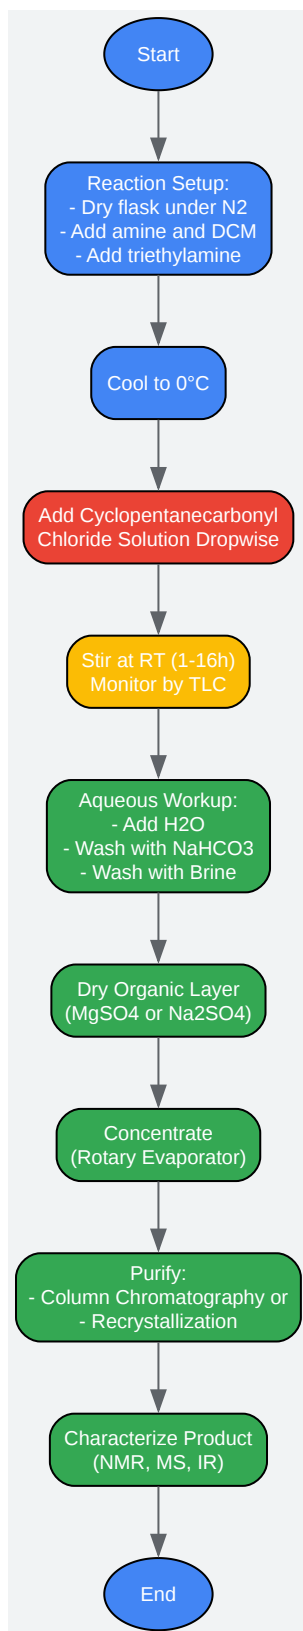 Start
Reaction Setup:
- Dry flask under N2
- Add amine and DCM
- Add triethylamine
Cool to 0°C
Add Cyclopentanecarbonyl
Chloride Solution Dropwise
Stir at RT (1-16h)
Monitor by TLC
Aqueous Workup:
- Add H2O
- Wash with NaHCO3
- Wash with Brine
Dry Organic Layer
(MgSO4 or Na2SO4)
Concentrate
(Rotary Evaporator)
Purify:
- Column Chromatography or
- Recrystallization
Characterize Product
(NMR, MS, IR)
End